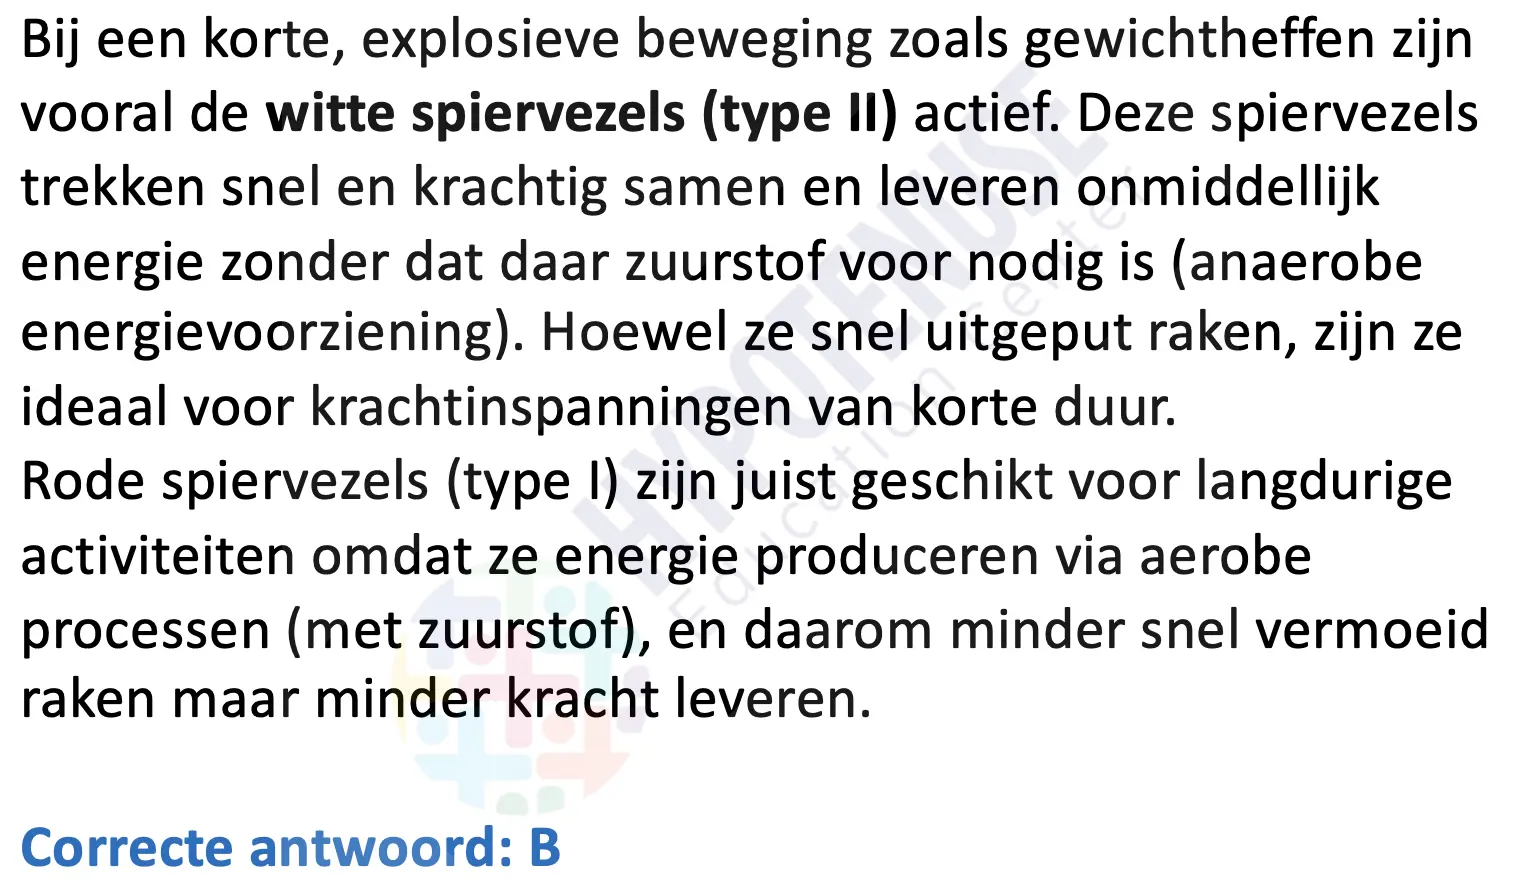 Bij een korte, explosieve beweging zoals gewichtheffen zijn
vooral de witte spiervezels (type II) actief. Deze spiervezels
trekken snel en krachtig samen en leveren onmiddellijk
energie zonder dat daar zuurstof voor nodig is (anaerobe
energievoorziening). Hoewel ze snel uitgeput raken, zijn ze
ideaal voor krachtinspanningen van korte duur.
Rode spiervezels (type I) zijn juist geschikt voor langdurige
activiteiten omdat ze energie produceren via aerobe
processen (met zuurstof), en daarom minder snel vermoeid
raken maar minder kracht leveren.
Correcte antwoord: B
HYPOTENUSE
Education Center